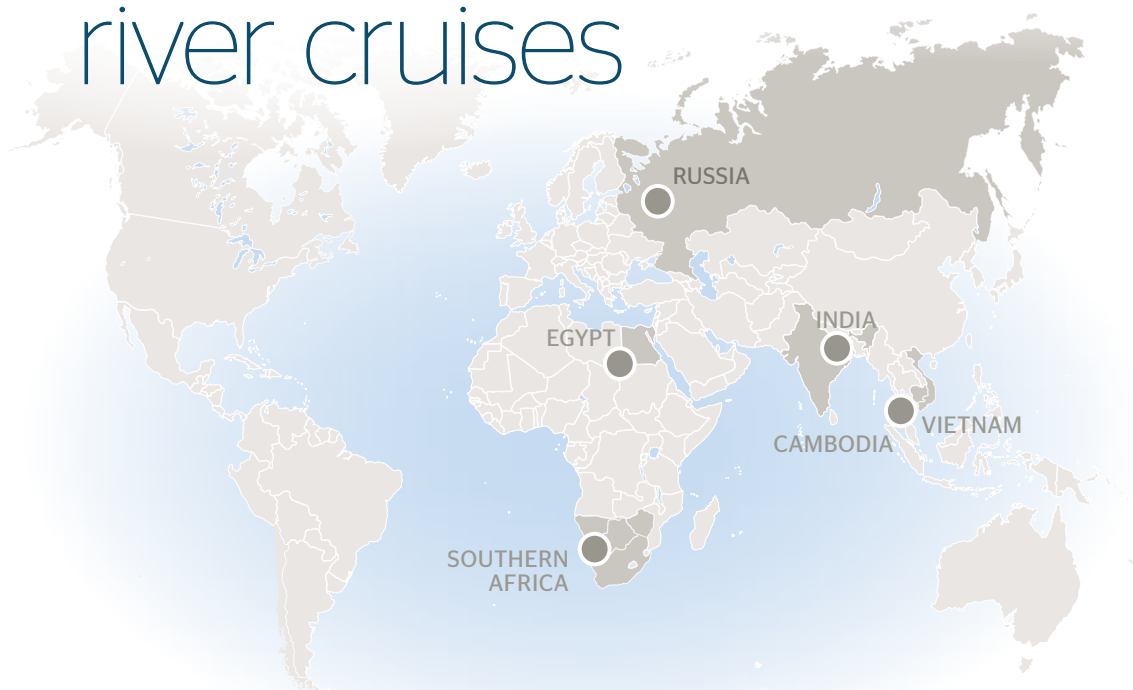 river cruises
RUSSIA
INDIA
EGYPT
VIETNAM
CAMBODIA
SOUTHERN
AFRICA